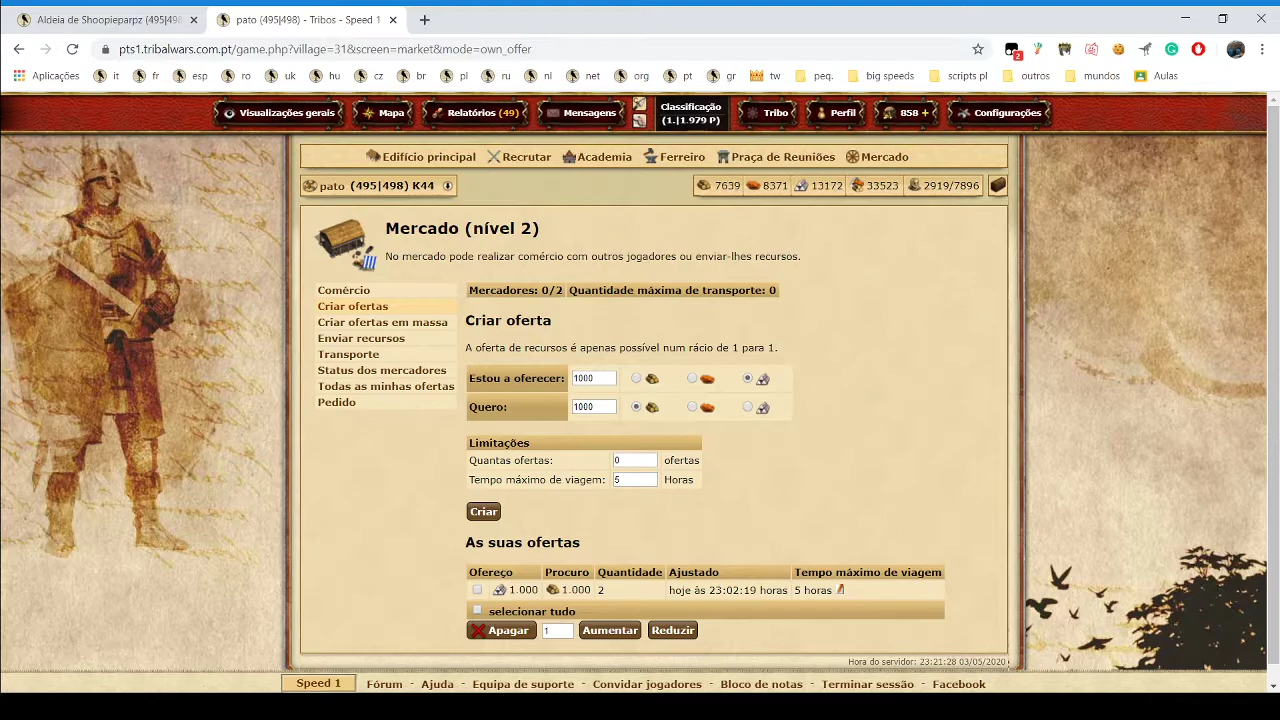 Aldeia de Shoopieparpz (495|498
pato (495|498) - Tribos - Speed 1
pts1.tribalwars.com.pt/game.php?village=31&screen=market&mode=own_offer
2
Aplicações it fr esp ro uk hu cz br pl ru nl net org pt gr tw peq. big speeds scripts pl outros mundos Aulas
Visualizações gerais Mapa Relatórios (49) Mensagens Classificação Tribo Perfil 858 + Configurações
(1.|1.979 P)
Edifício principal Recrutar Academia Ferreiro Praça de Reuniões Mercado
pato (495|498) K44 7639 8371 13172 33523 2919/7896
Mercado (nível 2)
No mercado pode realizar comércio com outros jogadores ou enviar-lhes recursos.
Comércio
Criar ofertas
Criar ofertas em massa
Enviar recursos
Transporte
Status dos mercadores
Todas as minhas ofertas
Pedido
Mercadores: 0/2 Quantidade máxima de transporte: 0
Criar oferta
A oferta de recursos é apenas possível num rácio de 1 para 1.
Estou a oferecer: 1000
Quero: 1000
Limitações
Quantas ofertas: 0 ofertas
Tempo máximo de viagem: 5 Horas
Criar
As suas ofertas
Ofereço Procuro Quantidade Ajustado Tempo máximo de viagem
1.000 1.000 2 hoje às 23:02:19 horas 5 horas
selecionar tudo
Apagar 1 Aumentar Reduzir
Hora do servidor: 23:21:28 03/05/2020
Speed 1 Fórum - Ajuda - Equipa de suporte - Convidar jogadores - Bloco de notas - Terminar sessão - Facebook